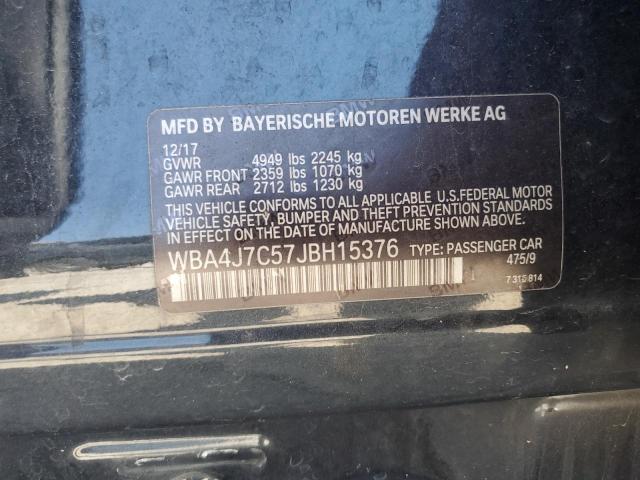 MFD BY BAYERISCHE MOTOREN WERKE AG
12/17
GVWR 4949 lbs 2245 kg
GAWR FRONT 2359 lbs 1070 kg
GAWR REAR 2712 lbs 1230 kg
THIS VEHICLE CONFORMS TO ALL APPLICABLE U.S.FEDERAL MOTOR
VEHICLE SAFETY, BUMPER AND THEFT PREVENTION STANDARDS
IN EFFECT ON THE DATE OF MANUFACTURE SHOWN ABOVE.
WBA4J7C57JBH15376 TYPE: PASSENGER CAR
475/9
7 315 814